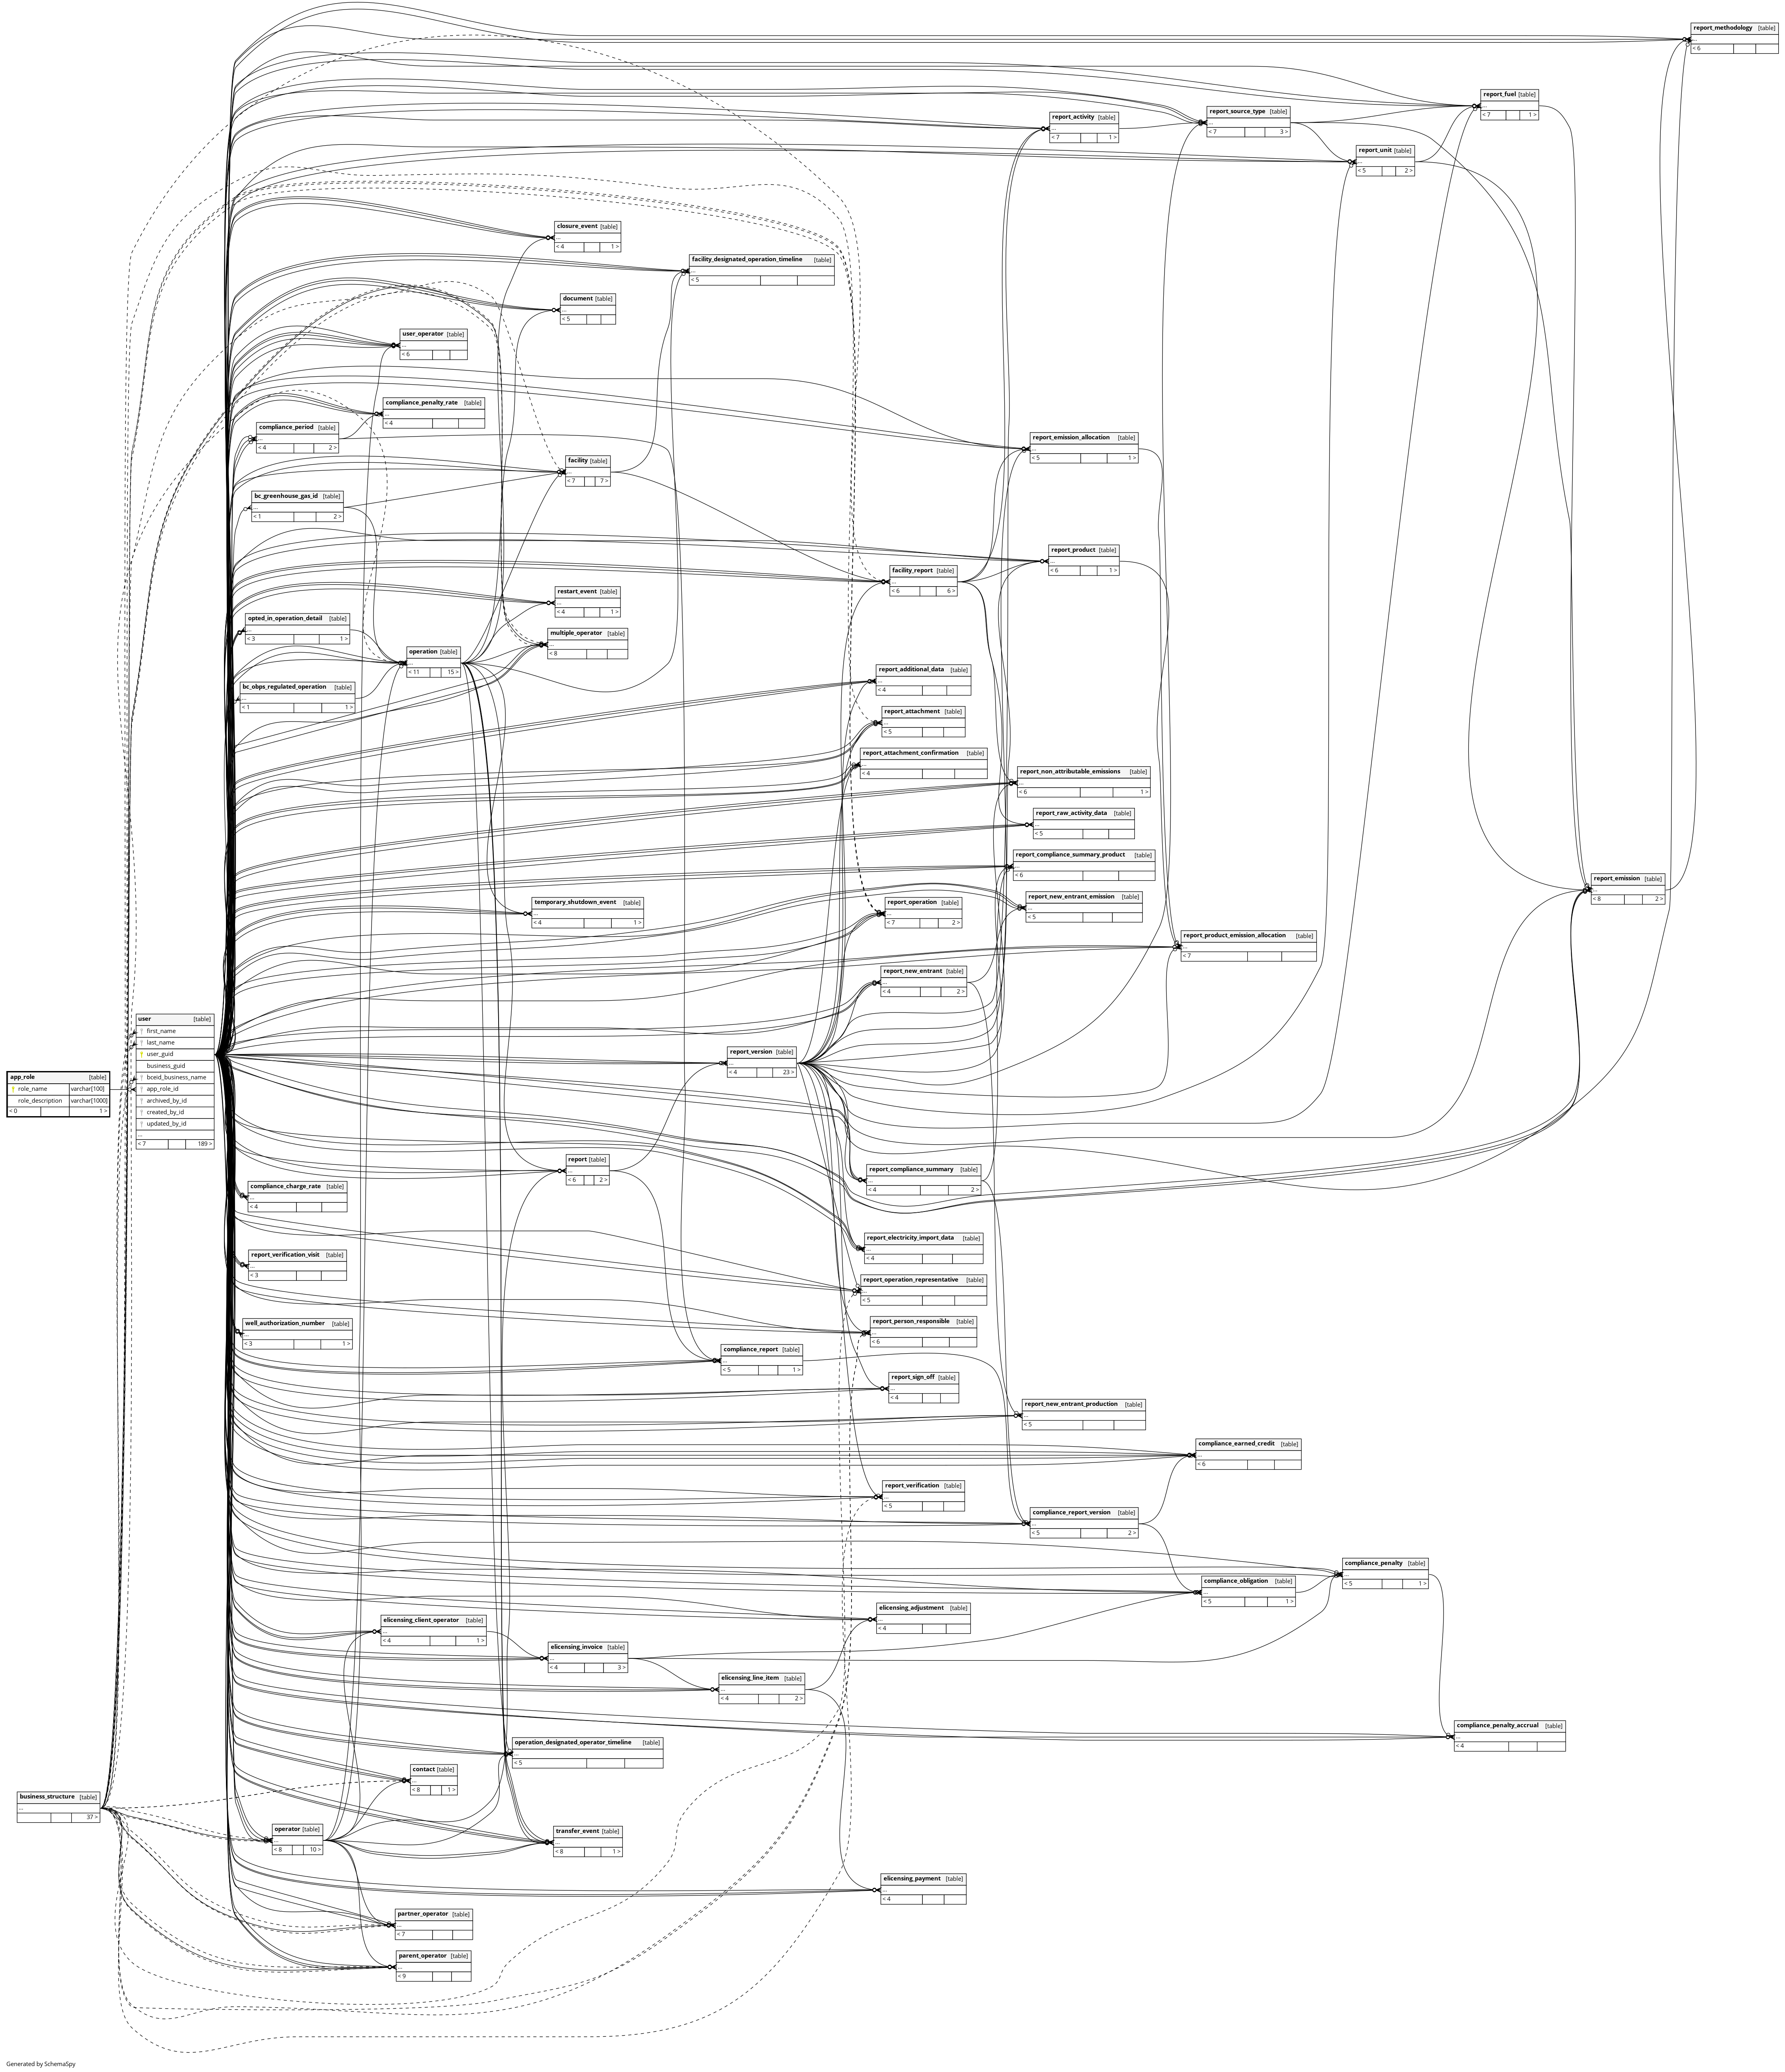 report_methodology [table]
...
< 6
report_fuel [table]
...
< 7 1 >
report_source_type [table]
...
< 7 3 >
report_activity [table]
...
< 7 1 >
report_unit [table]
...
< 5 2 >
closure_event [table]
...
< 4 1 >
facility_designated_operation_timeline [table]
...
< 5
document [table]
...
< 5
user_operator [table]
...
< 6
compliance_penalty_rate [table]
...
< 4
compliance_period [table]
...
< 4 2 >
report_emission_allocation [table]
...
< 5 1 >
facility [table]
...
< 7 7 >
bc_greenhouse_gas_id [table]
...
< 1 2 >
report_product [table]
...
< 6 1 >
facility_report [table]
...
< 6 6 >
restart_event [table]
...
< 4 1 >
opted_in_operation_detail [table]
...
< 3 1 >
multiple_operator [table]
...
< 8
operation [table]
...
< 11 15 >
report_additional_data [table]
...
< 4
bc_obps_regulated_operation [table]
...
< 1 1 >
report_attachment [table]
...
< 5
report_attachment_confirmation [table]
...
< 4
report_non_attributable_emissions [table]
...
< 6 1 >
report_raw_activity_data [table]
...
< 5
report_compliance_summary_product [table]
...
< 6
report_emission [table]
...
< 8 2 >
report_new_entrant_emission [table]
...
< 5
temporary_shutdown_event [table]
...
< 4 1 >
report_operation [table]
...
< 7 2 >
report_product_emission_allocation [table]
...
< 7
report_new_entrant [table]
...
< 4 2 >
user [table]
first_name
last_name
user_guid
business_guid
bceid_business_name
app_role_id
archived_by_id
created_by_id
updated_by_id
...
< 7 189 >
report_version [table]
...
< 4 23 >
app_role [table]
role_name varchar[100]
role_description varchar[1000]
< 0 1 >
report [table]
...
< 6 2 >
report_compliance_summary [table]
...
< 4 2 >
compliance_charge_rate [table]
...
< 4
report_electricity_import_data [table]
...
< 4
report_verification_visit [table]
...
< 3
report_operation_representative [table]
...
< 5
well_authorization_number [table]
...
< 3 1 >
report_person_responsible [table]
...
< 6
compliance_report [table]
...
< 5 1 >
report_sign_off [table]
...
< 4
report_new_entrant_production [table]
...
< 5
compliance_earned_credit [table]
...
< 6
report_verification [table]
...
< 5
compliance_report_version [table]
...
< 5 2 >
compliance_penalty [table]
...
< 5 1 >
compliance_obligation [table]
...
< 5 1 >
elicensing_adjustment [table]
...
< 4
elicensing_client_operator [table]
...
< 4 1 >
elicensing_invoice [table]
...
< 4 3 >
elicensing_line_item [table]
...
< 4 2 >
compliance_penalty_accrual [table]
...
< 4
operation_designated_operator_timeline [table]
...
< 5
contact [table]
...
< 8 1 >
business_structure [table]
...
37 >
operator [table]
...
< 8 10 >
transfer_event [table]
...
< 8 1 >
elicensing_payment [table]
...
< 4
partner_operator [table]
...
< 7
parent_operator [table]
...
< 9
Generated by SchemaSpy